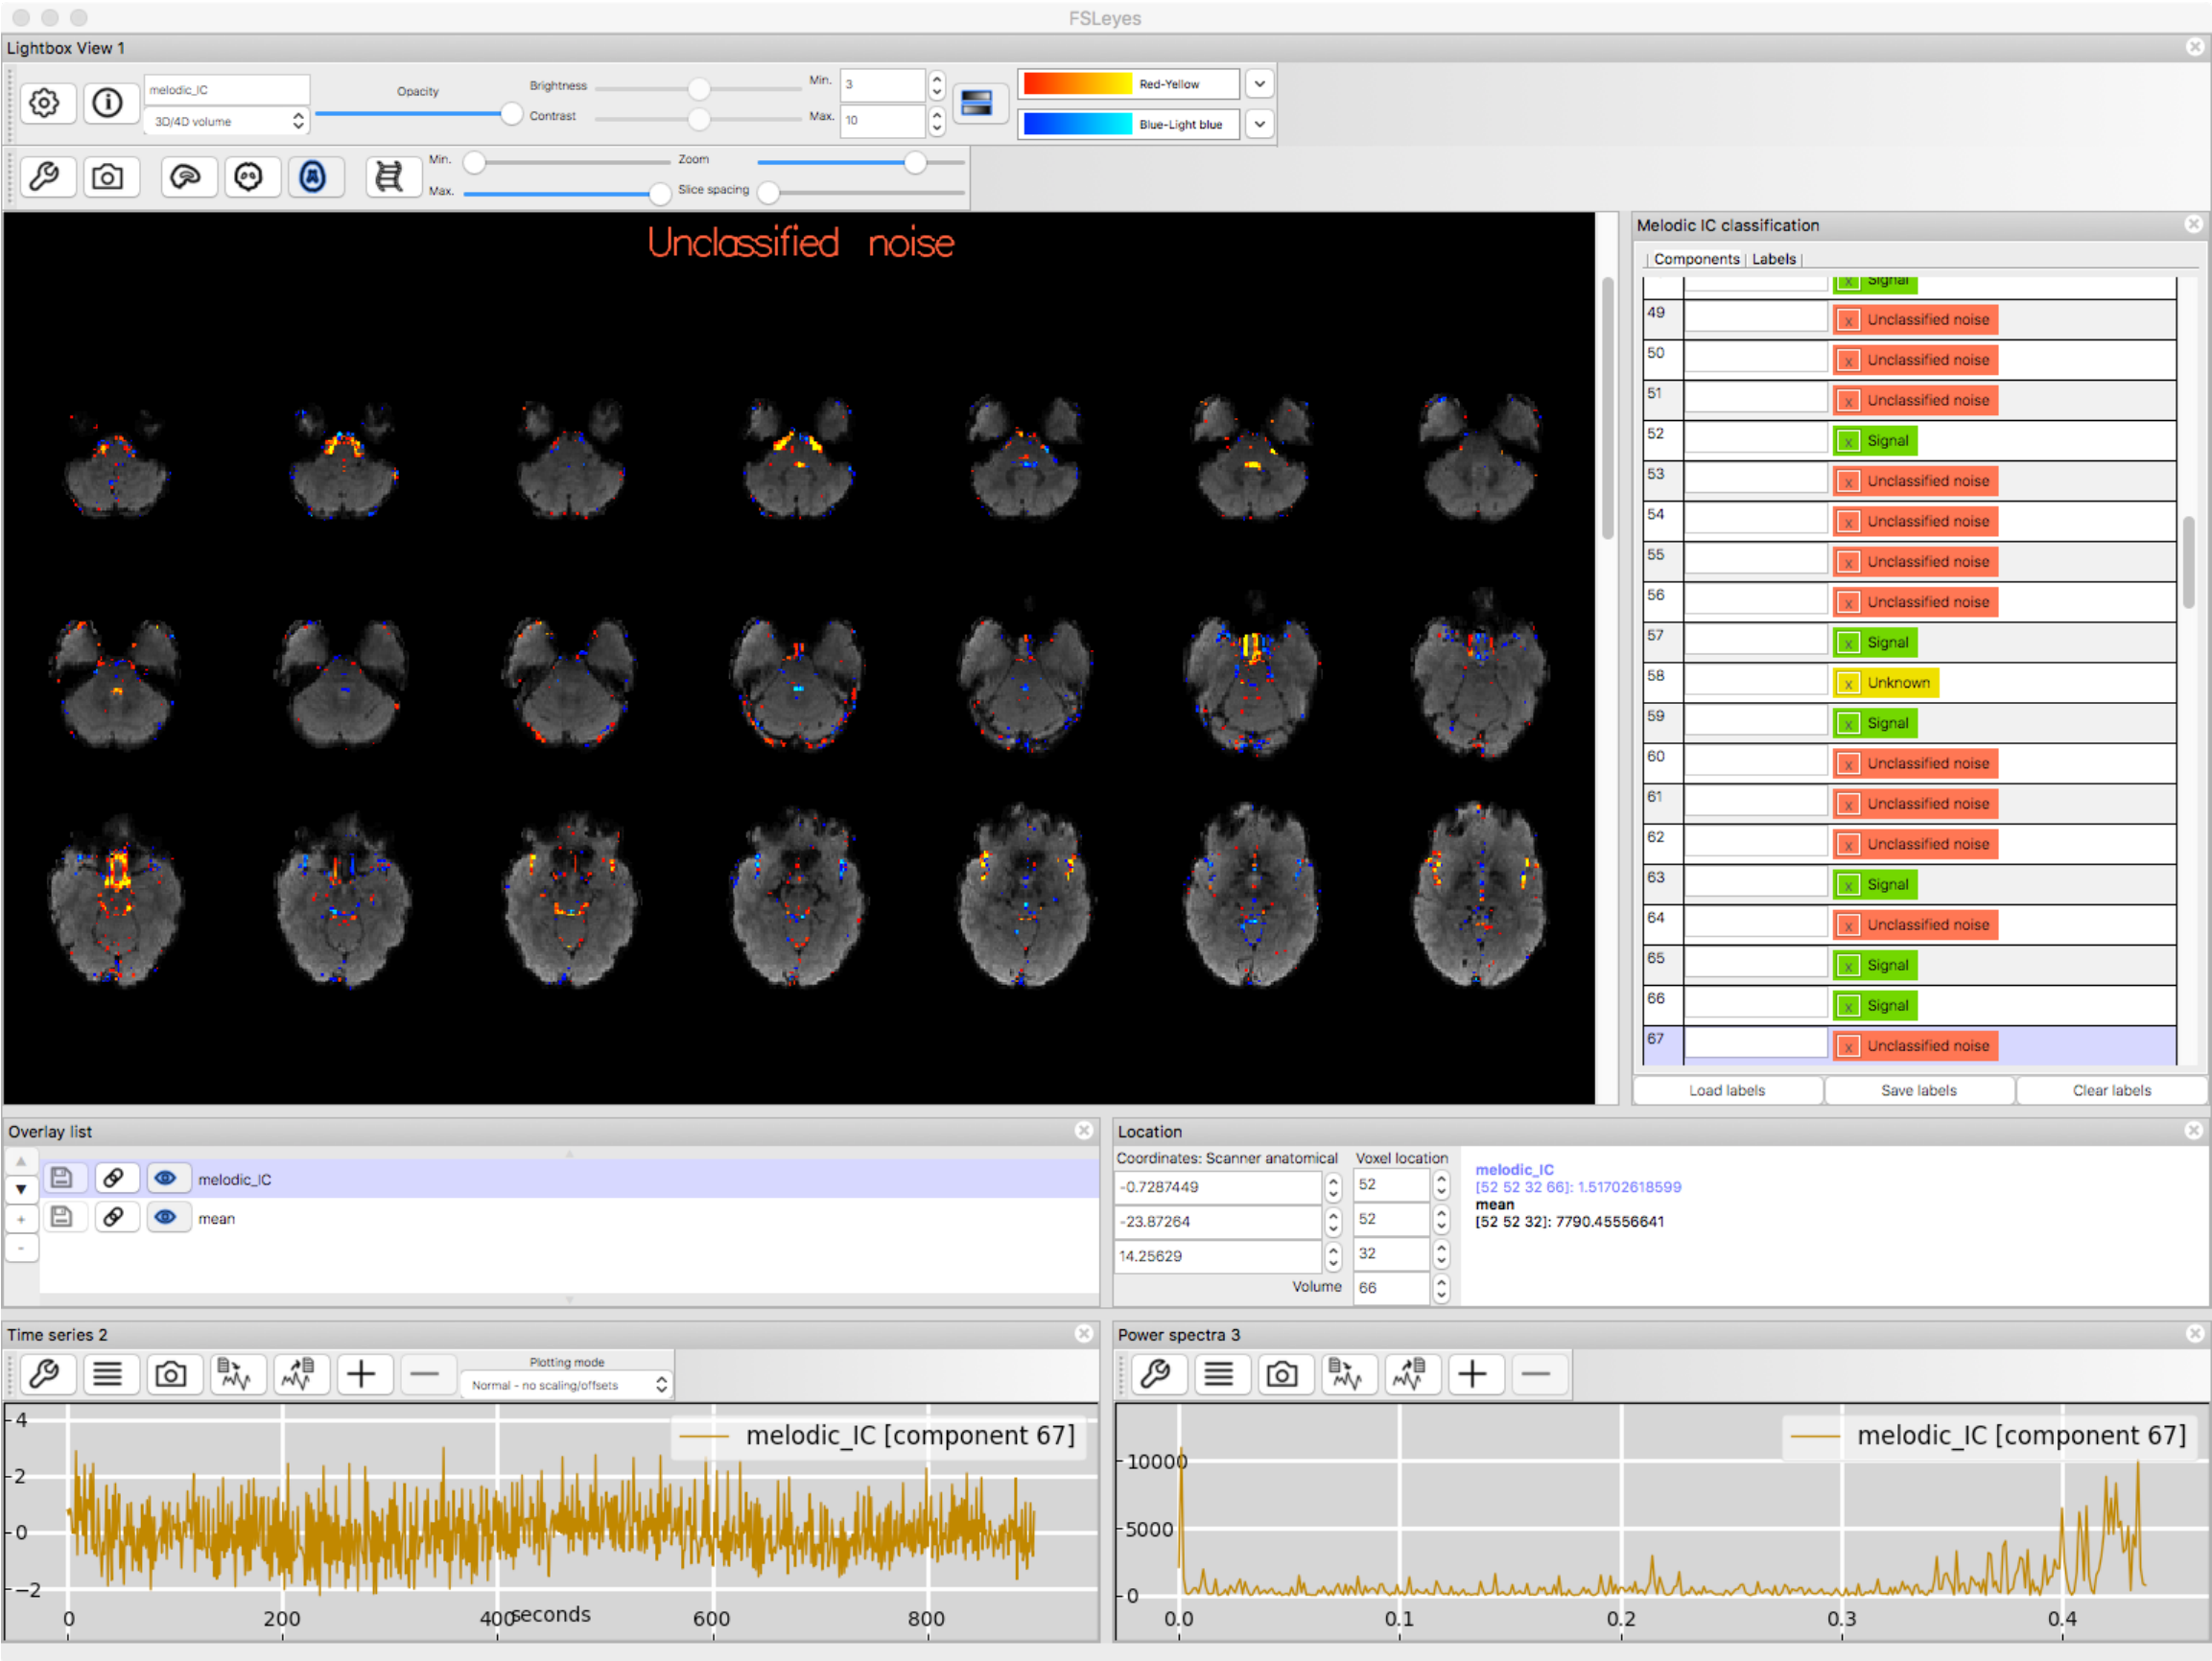 FSLeyes
Lightbox View 1
melodic_IC
3D/4D volume
Opacity
Brightness
Contrast
Min. 3
Max. 10
Red-Yellow
Blue-Light blue
Min.
Max.
Zoom
Slice spacing
Unclassified noise
Melodic IC classification
Components Labels
x Signal
49 x Unclassified noise
50 x Unclassified noise
51 x Unclassified noise
52 x Signal
53 x Unclassified noise
54 x Unclassified noise
55 x Unclassified noise
56 x Unclassified noise
57 x Signal
58 x Unknown
59 x Signal
60 x Unclassified noise
61 x Unclassified noise
62 x Unclassified noise
63 x Signal
64 x Unclassified noise
65 x Signal
66 x Signal
67 x Unclassified noise
Load labels Save labels Clear labels
Overlay list
melodic_IC
mean
Location
Coordinates: Scanner anatomical Voxel location
-0.7287449 52
-23.87264 52
14.25629 32
Volume 66
melodic_IC
[52 52 32 66]: 1.51702618599
mean
[52 52 32]: 7790.45556641
Time series 2
Plotting mode
Normal - no scaling/offsets
melodic_IC [component 67]
4
2
0
−2
0 200 400 600 800
seconds
Power spectra 3
melodic_IC [component 67]
10000
5000
0
0.0 0.1 0.2 0.3 0.4